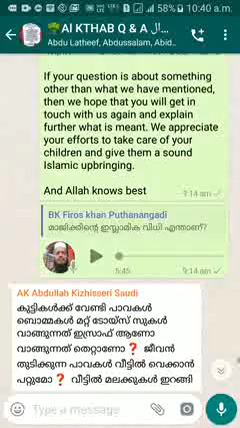 58% 10:40 a.m.
Al KTHAB Q & A الـ...
Abdu Latheef, Abdussalam, Abid..
If your question is about something
other than what we have mentioned,
then we hope that you will get in
touch with us again and explain
further what is meant. We appreciate
your efforts to take care of your
children and give them a sound
Islamic upbringing.
And Allah knows best
9:14 am
BK Firos khan Puthanangadi
മാജിക്കിന്റെ ഇസ്ലാമിക വിധി എന്താണ്?
5:45
9:14 am
AK Abdullah Kizhisseri Saudi
കുട്ടികൾക്ക് വേണ്ടി പാവകൾ
ബൊമ്മകൾ മറ്റ് ടോയ്സ് സുകൾ
വാങ്ങുന്നത് ഇസ്രാഫ് ആണോ
വാങ്ങുന്നത് തെറ്റാണോ ❓ ജീവൻ
തുടിക്കുന്ന പാവകൾ വീട്ടിൽ വെക്കാൻ
പറ്റുമോ ❓ വീട്ടിൽ മലക്കുകൾ ഇറങ്ങി
Type a message